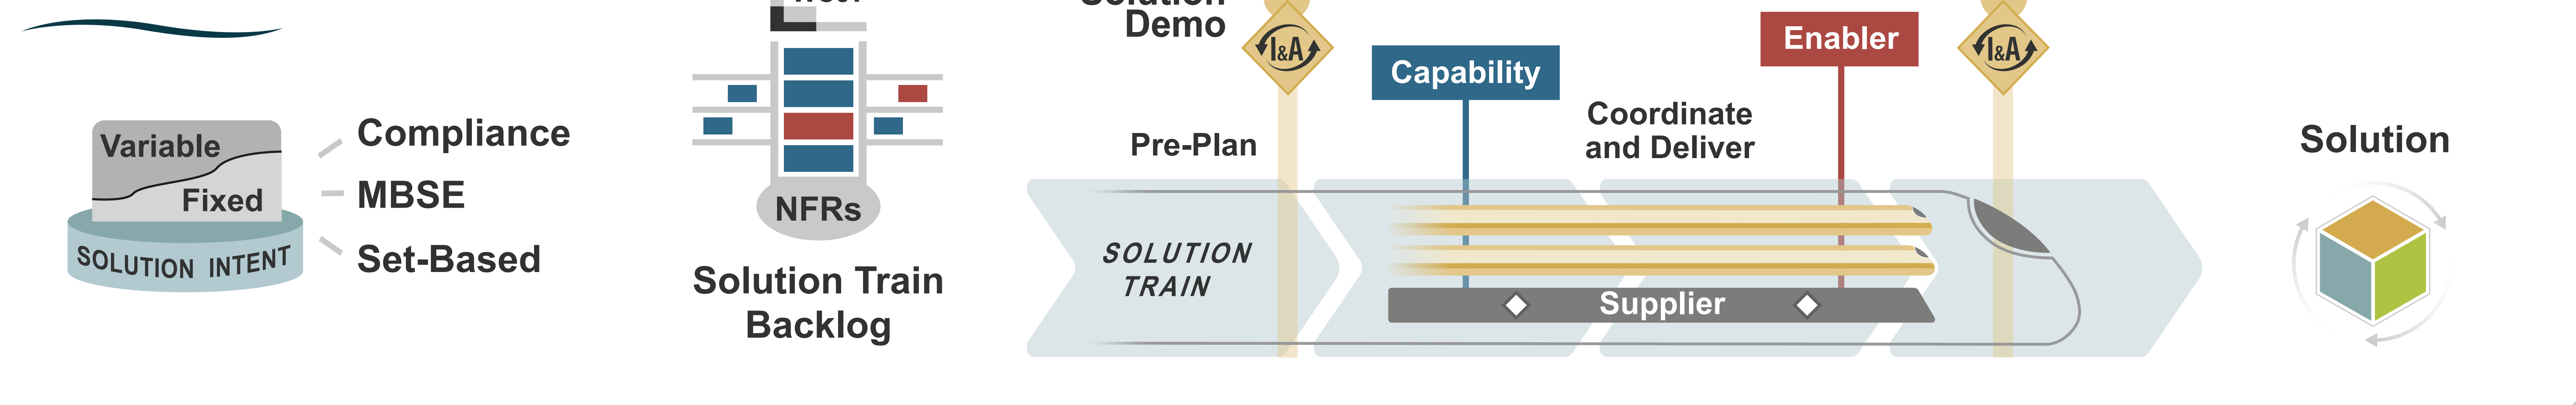 Variable
Fixed
SOLUTION INTENT
Compliance
MBSE
Set-Based
NFRs
Solution Train
Backlog
Solution
Demo
I&A
Pre-Plan
Capability
Coordinate
and Deliver
Enabler
I&A
SOLUTION
TRAIN
Supplier
Solution